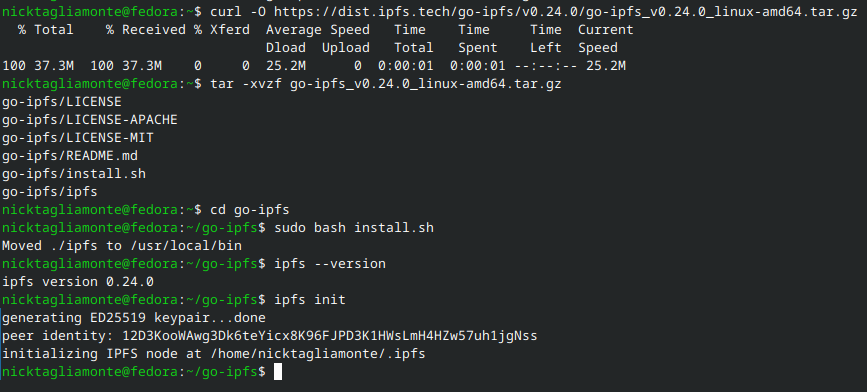 nicktagliamonte@fedora:~$ curl -O https://dist.ipfs.tech/go-ipfs/v0.24.0/go-ipfs_v0.24.0_linux-amd64.tar.gz
  % Total    % Received % Xferd  Average Speed  Time    Time    Time   Current
                                 Dload  Upload  Total   Spent   Left   Speed
100 37.3M  100 37.3M   0     0   25.2M      0  0:00:01  0:00:01 --:--:-- 25.2M
nicktagliamonte@fedora:~$ tar -xvzf go-ipfs_v0.24.0_linux-amd64.tar.gz
go-ipfs/LICENSE
go-ipfs/LICENSE-APACHE
go-ipfs/LICENSE-MIT
go-ipfs/README.md
go-ipfs/install.sh
go-ipfs/ipfs
nicktagliamonte@fedora:~$ cd go-ipfs
nicktagliamonte@fedora:~/go-ipfs$ sudo bash install.sh
Moved ./ipfs to /usr/local/bin
nicktagliamonte@fedora:~/go-ipfs$ ipfs --version
ipfs version 0.24.0
nicktagliamonte@fedora:~/go-ipfs$ ipfs init
generating ED25519 keypair...done
peer identity: 12D3KooWAwg3Dk6teYicx8K96FJPD3K1HWsLmH4HZw57uh1jgNss
initializing IPFS node at /home/nicktagliamonte/.ipfs
nicktagliamonte@fedora:~/go-ipfs$